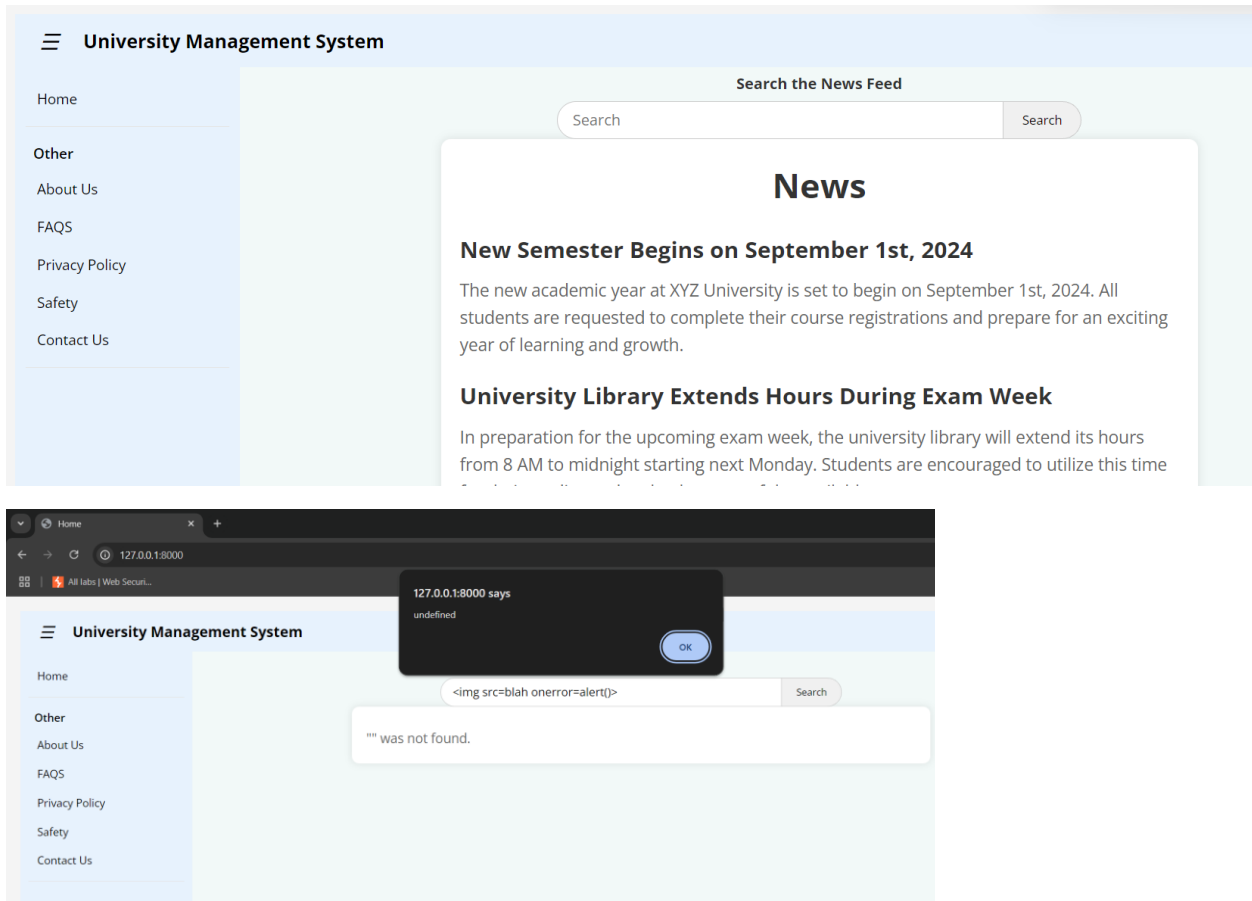 University Management System
Search the News Feed
Home
Search
Search
Other
About Us
FAQS
Privacy Policy
Safety
Contact Us
News
New Semester Begins on September 1st, 2024
The new academic year at XYZ University is set to begin on September 1st, 2024. All
students are requested to complete their course registrations and prepare for an exciting
year of learning and growth.
University Library Extends Hours During Exam Week
In preparation for the upcoming exam week, the university library will extend its hours
from 8 AM to midnight starting next Monday. Students are encouraged to utilize this time
Home
127.0.0.1:8000
All labs | Web Securi...
127.0.0.1:8000 says
undefined
OK
University Management System
Home
<img src=blah onerror=alert()>
Search
Other
About Us
FAQS
Privacy Policy
Safety
Contact Us
"" was not found.